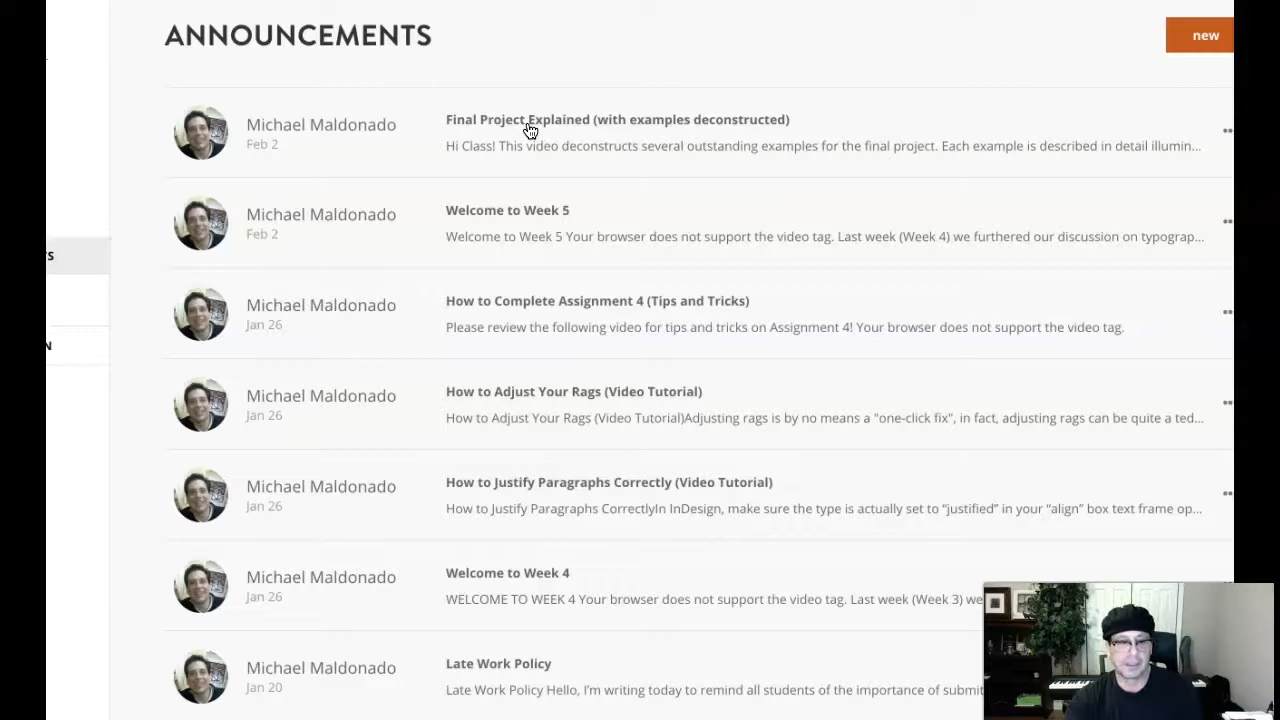 ANNOUNCEMENTS
new
Michael Maldonado
Feb 2
Final Project Explained (with examples deconstructed)
Hi Class! This video deconstructs several outstanding examples for the final project. Each example is described in detail illumin...
Michael Maldonado
Feb 2
Welcome to Week 5
Welcome to Week 5 Your browser does not support the video tag. Last week (Week 4) we furthered our discussion on typograp...
Michael Maldonado
Jan 26
How to Complete Assignment 4 (Tips and Tricks)
Please review the following video for tips and tricks on Assignment 4! Your browser does not support the video tag.
Michael Maldonado
Jan 26
How to Adjust Your Rags (Video Tutorial)
How to Adjust Your Rags (Video Tutorial)Adjusting rags is by no means a "one-click fix", in fact, adjusting rags can be quite a ted...
Michael Maldonado
Jan 26
How to Justify Paragraphs Correctly (Video Tutorial)
How to Justify Paragraphs CorrectlyIn InDesign, make sure the type is actually set to “justified” in your “align” box text frame op...
Michael Maldonado
Jan 26
Welcome to Week 4
WELCOME TO WEEK 4 Your browser does not support the video tag. Last week (Week 3) we
Michael Maldonado
Jan 20
Late Work Policy
Late Work Policy Hello, I’m writing today to remind all students of the importance of submit